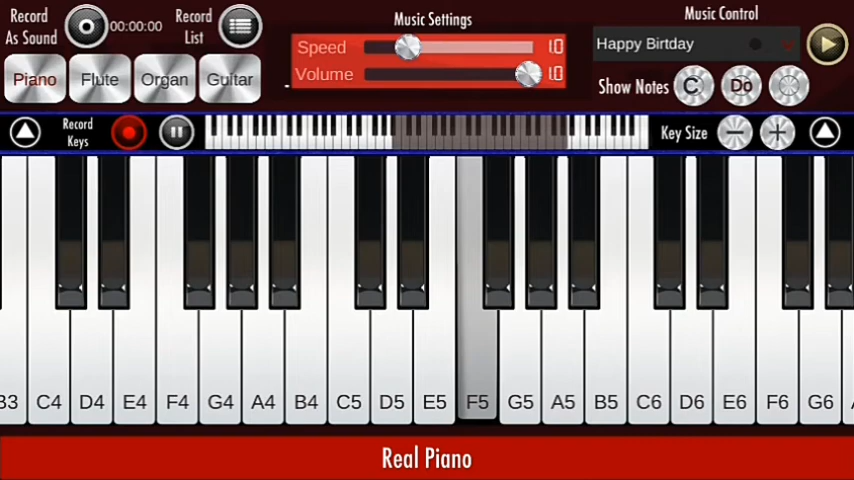 Record
As Sound
00:00:00
Record
List
Piano
Flute
Organ
Guitar
Music Settings
Speed
1.0
Volume
1.0
Music Control
Happy Birtday
Show Notes
C
Do
Record
Keys
Key Size
C4
D4
E4
F4
G4
A4
B4
C5
D5
E5
F5
G5
A5
B5
C6
D6
E6
F6
G6
Real Piano